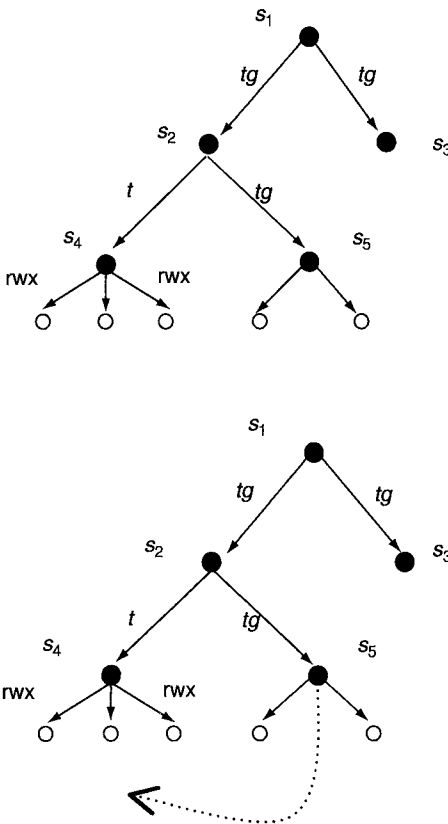 s1
tg tg
s2 s3
t tg
s4 s5
rwx rwx
s1
tg tg
s2 s3
t tg
s4 s5
rwx rwx